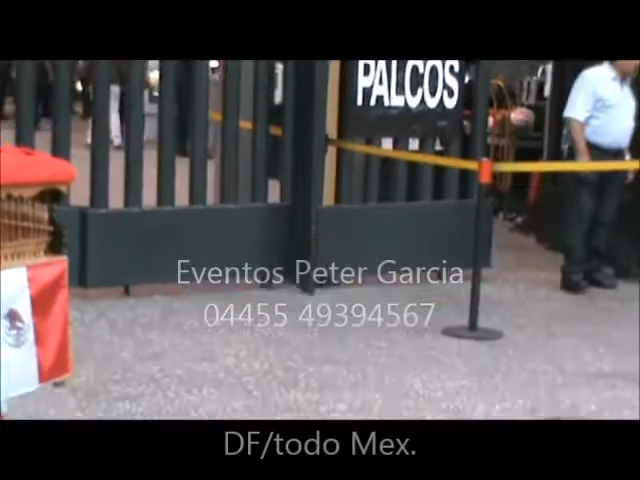 PALCOS
Eventos Peter Garcia
04455 49394567
DF/todo Mex.